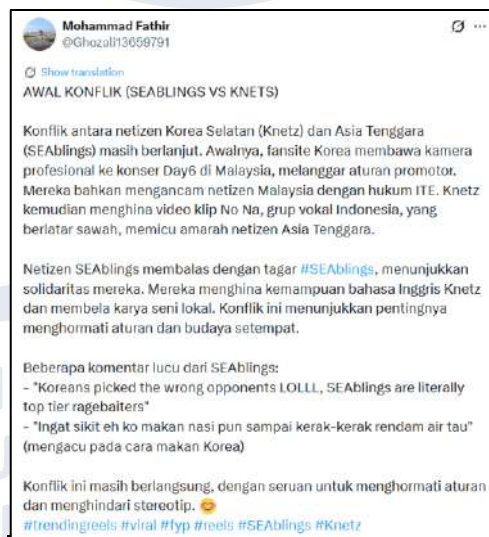 Mohammad Fathir
@Ghozali13659791
Show translation
AWAL KONFLIK (SEABLINGS VS KNETS)
Konflik antara netizen Korea Selatan (Knetz) dan Asia Tenggara
(SEAblings) masih berlanjut. Awalnya, fansite Korea membawa kamera
profesional ke konser Day6 di Malaysia, melanggar aturan promotor.
Mereka bahkan mengancam netizen Malaysia dengan hukum ITE. Knetz
kemudian menghina video klip No Na, grup vokal Indonesia, yang
berlatar sawah, memicu amarah netizen Asia Tenggara.
Netizen SEAblings membalas dengan tagar #SEAblings, menunjukkan
solidaritas mereka. Mereka menghina kemampuan bahasa Inggris Knetz
dan membela karya seni lokal. Konflik ini menunjukkan pentingnya
menghormati aturan dan budaya setempat.
Beberapa komentar lucu dari SEAblings:
- "Koreans picked the wrong opponents LOLLL, SEAblings are literally
top tier ragebaiters"
- "Ingat sikit eh ko makan nasi pun sampai kerak-kerak rendam air tau"
(mengacu pada cara makan Korea)
Konflik ini masih berlangsung, dengan seruan untuk menghormati aturan
dan menghindari stereotip. 😊
#trendingreels #viral #fyp #reels #SEAblings #Knetz